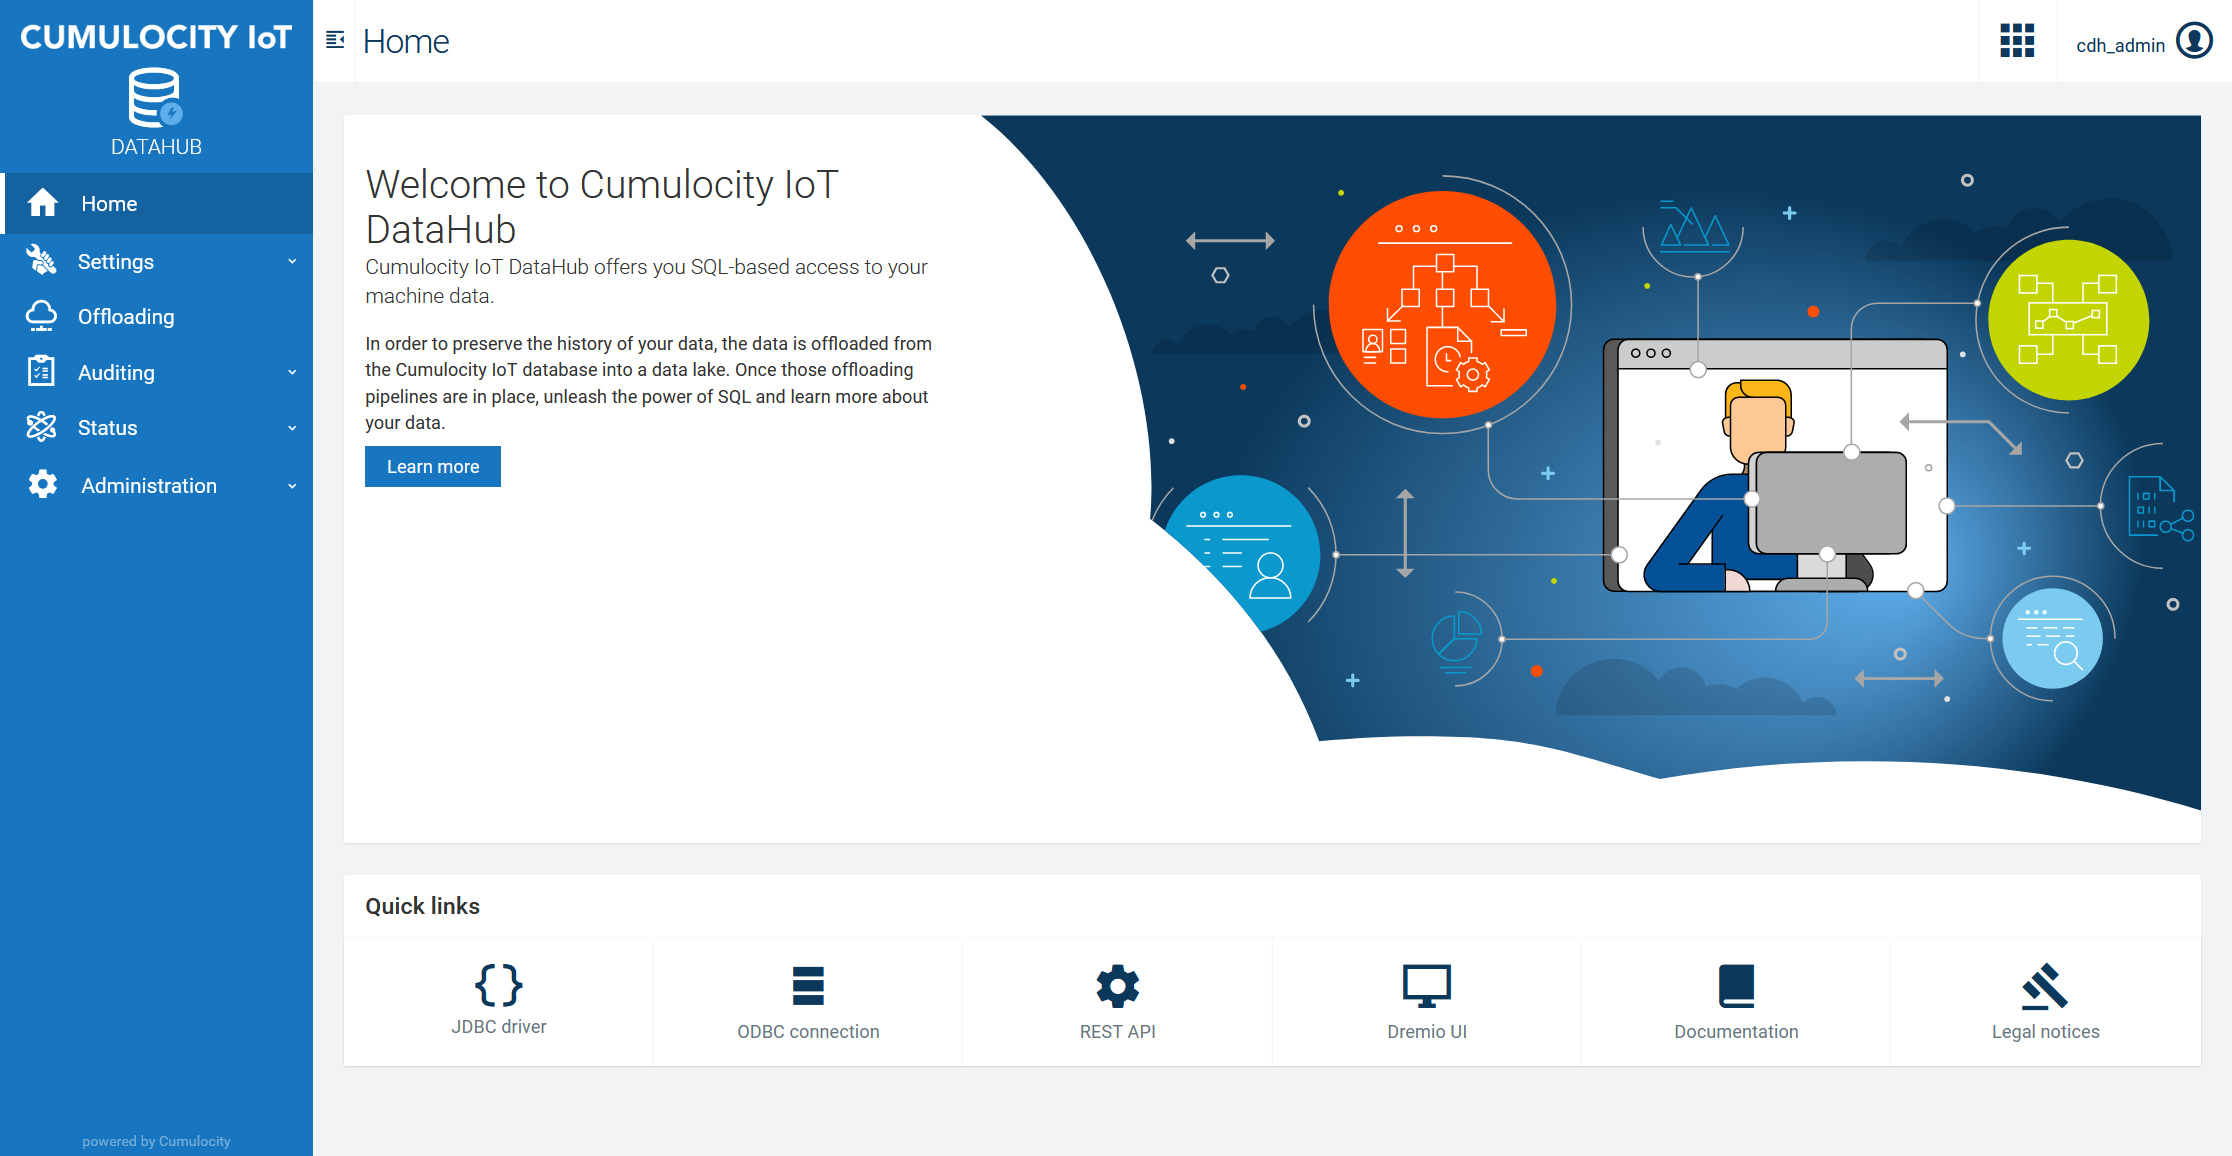 CUMULOCITY IoT
DATAHUB
Home
Settings
Offloading
Auditing
Status
Administration
powered by Cumulocity
Home
cdh_admin
Welcome to Cumulocity IoT
DataHub
Cumulocity IoT DataHub offers you SQL-based access to your
machine data.
In order to preserve the history of your data, the data is offloaded from
the Cumulocity IoT database into a data lake. Once those offloading
pipelines are in place, unleash the power of SQL and learn more about
your data.
Learn more
Quick links
JDBC driver
ODBC connection
REST API
Dremio UI
Documentation
Legal notices